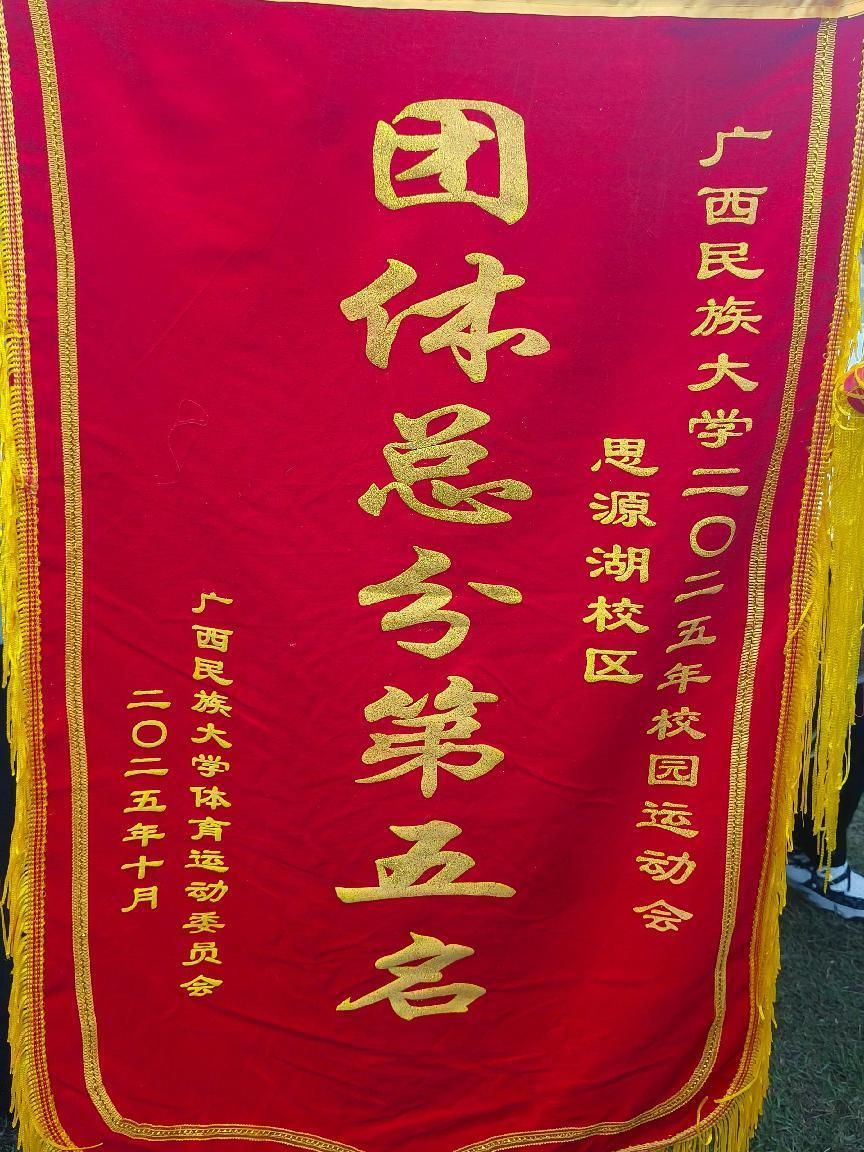 广西民族大学二〇二五年校园运动会
思源湖校区
团体总分第五名
广西民族大学体育运动委员会
二〇二五年十月